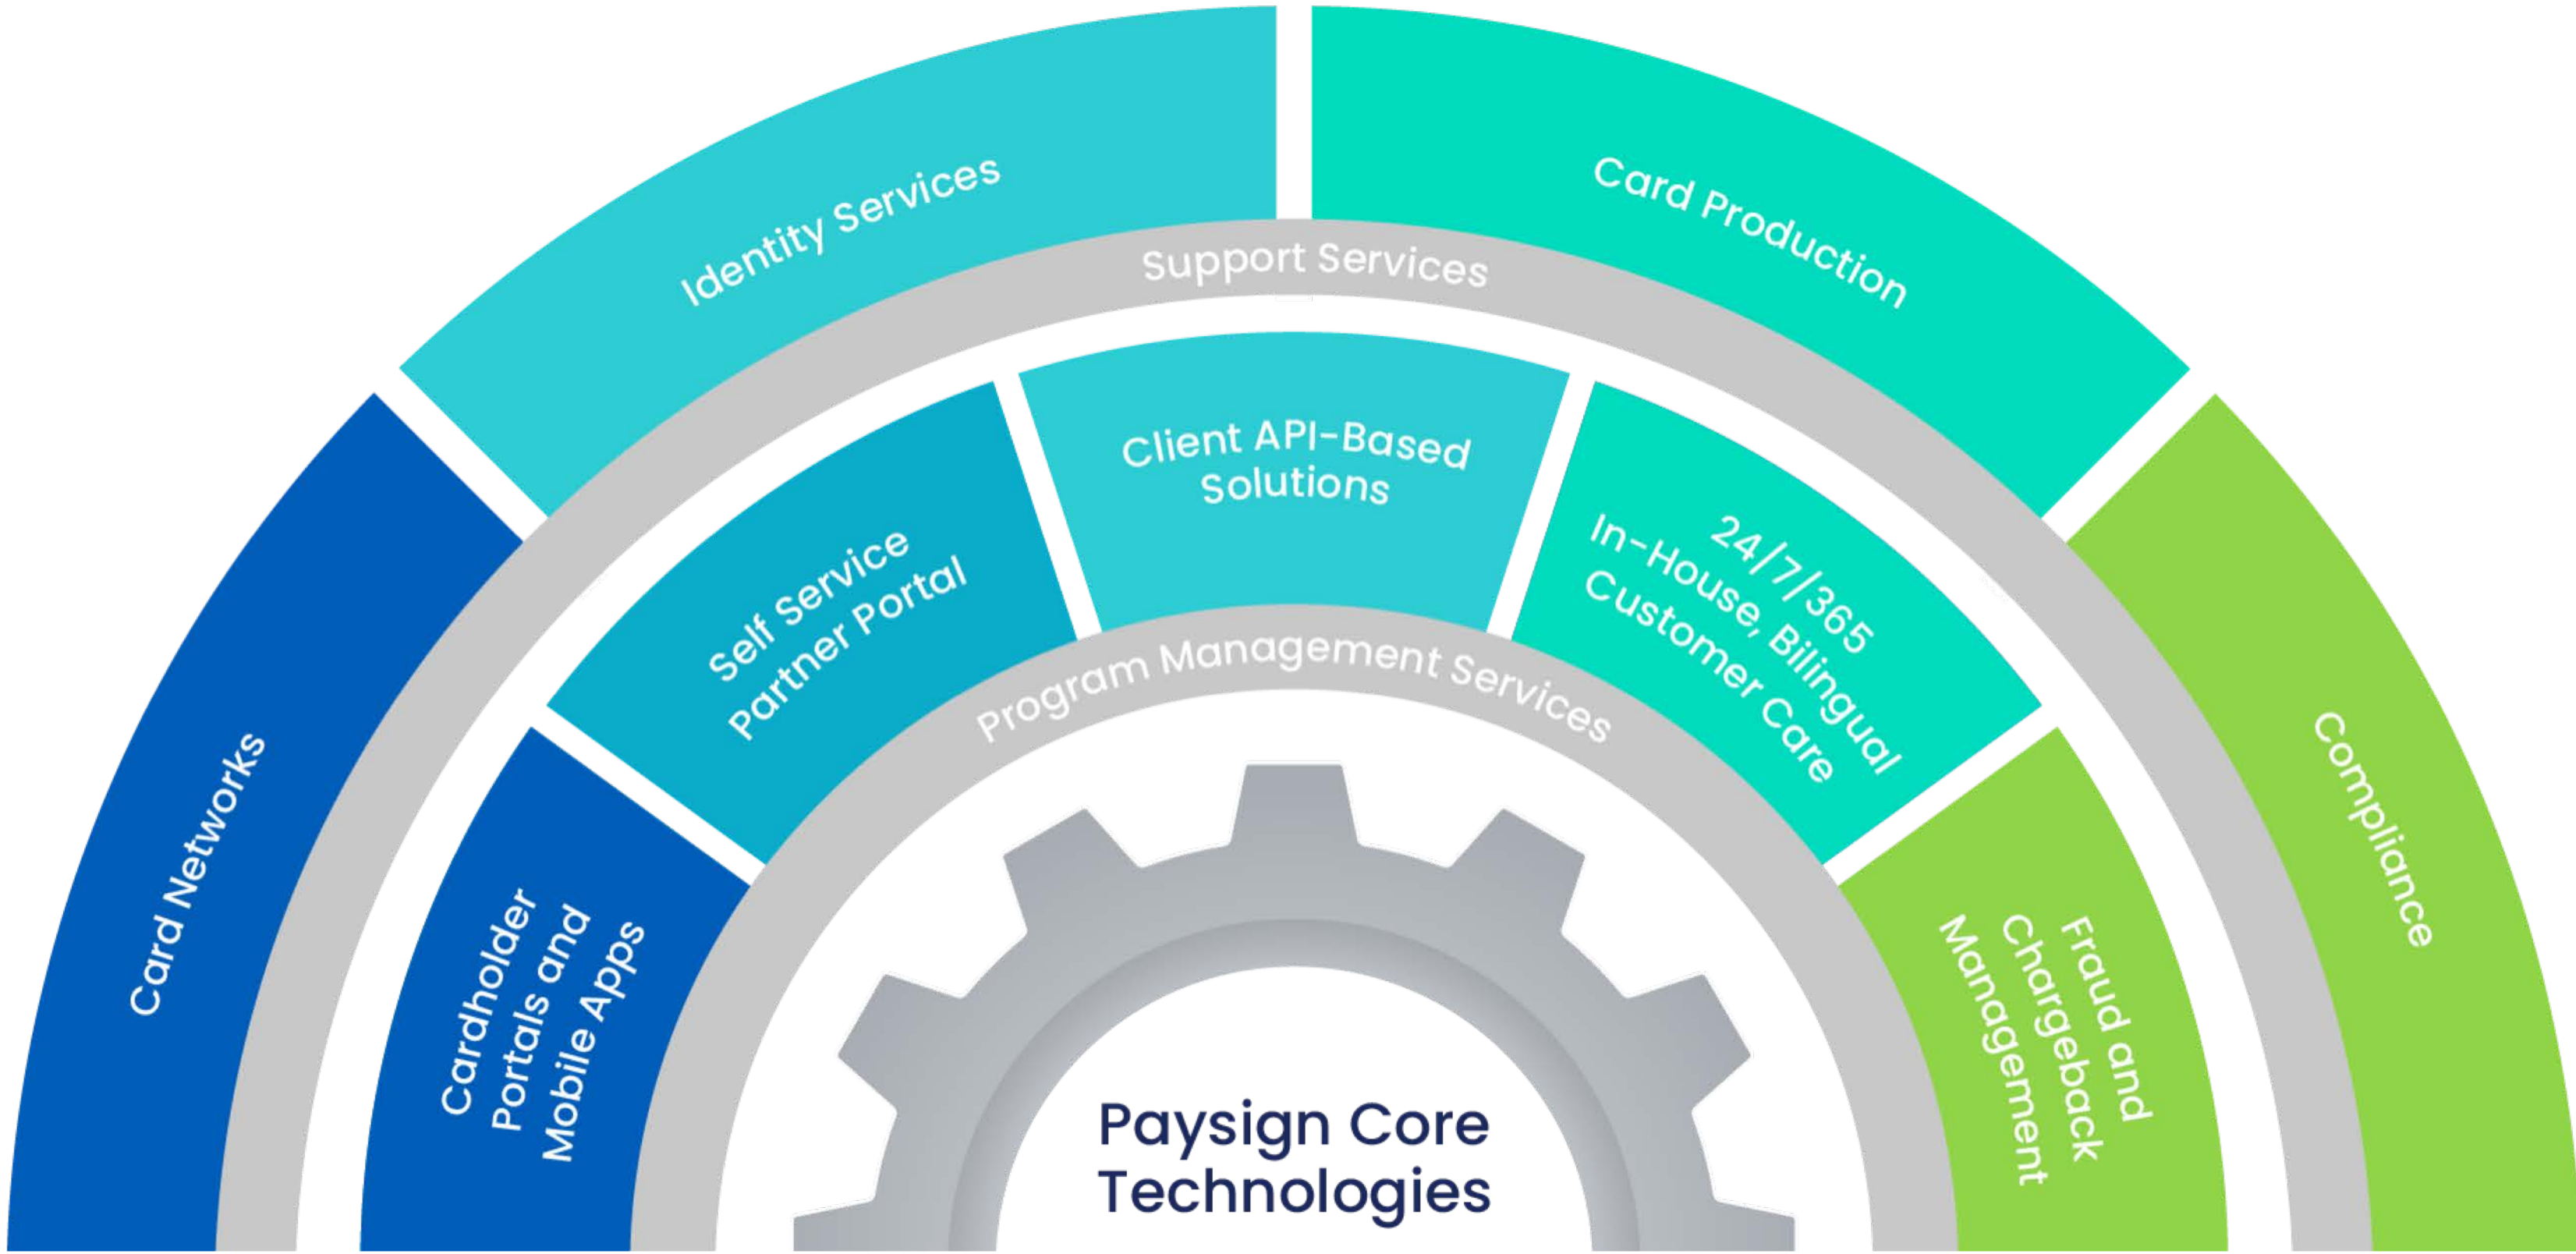 Card Networks
Identity Services
Card Production
Compliance
Support Services
Cardholder
Portals and
Mobile Apps
Self Service
Partner Portal
Client API-Based
Solutions
24/7/365
In-House, Bilingual
Customer Care
Fraud and
Chargeback
Management
Program Management Services
Paysign Core
Technologies